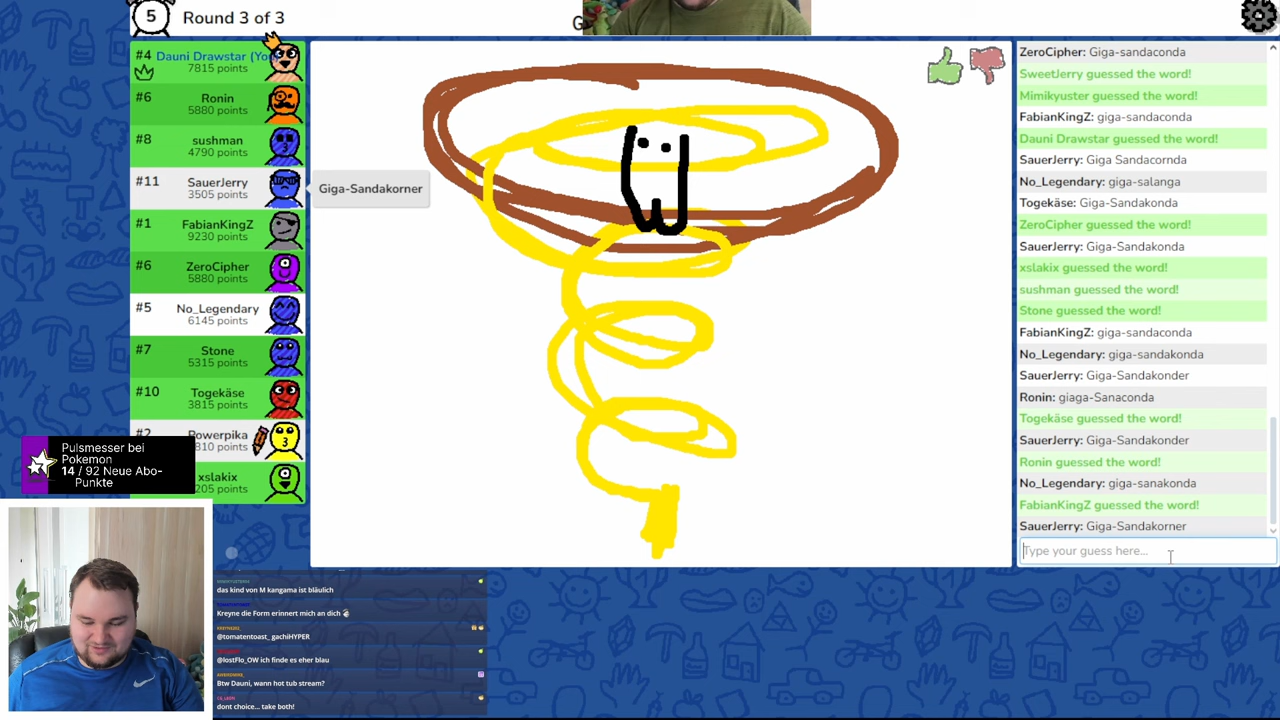 5
Round 3 of 3
G
#4
Dauni Drawstar (You)
7815 points
#6
Ronin
5880 points
#8
sushman
4790 points
#11
SauerJerry
3505 points
Giga-Sandakorner
#1
FabianKingZ
9230 points
#6
ZeroCipher
5880 points
#5
No_Legendary
6145 points
#7
Stone
5315 points
#10
Togekäse
3815 points
#2
Powerpika
810 points
xslakix
205 points
Pulsmesser bei
Pokemon
14 / 92 Neue Abo-
Punkte
ZeroCipher: Giga-sandaconda
SweetJerry guessed the word!
Mimikyuster guessed the word!
FabianKingZ: giga-sandaconda
Dauni Drawstar guessed the word!
SauerJerry: Giga Sandacornda
No_Legendary: giga-salanga
Togekäse: Giga-Sandakonda
ZeroCipher guessed the word!
SauerJerry: Giga-Sandakonda
xslakix guessed the word!
sushman guessed the word!
Stone guessed the word!
FabianKingZ: giga-sandaconda
No_Legendary: giga-sandakonda
SauerJerry: Giga-Sandakonder
Ronin: giaga-Sanaconda
Togekäse guessed the word!
SauerJerry: Giga-Sandakonder
Ronin guessed the word!
No_Legendary: giga-sanakonda
FabianKingZ guessed the word!
SauerJerry: Giga-Sandakorner
Type your guess here...
das kind von M kangama ist bläulich
Kreyne die Form erinnert mich an dich
@tomatentoast_ gachiHYPER
@lostFlo_OW ich finde es eher blau
Btw Dauni, wann hot tub stream?
dont choice... take both!